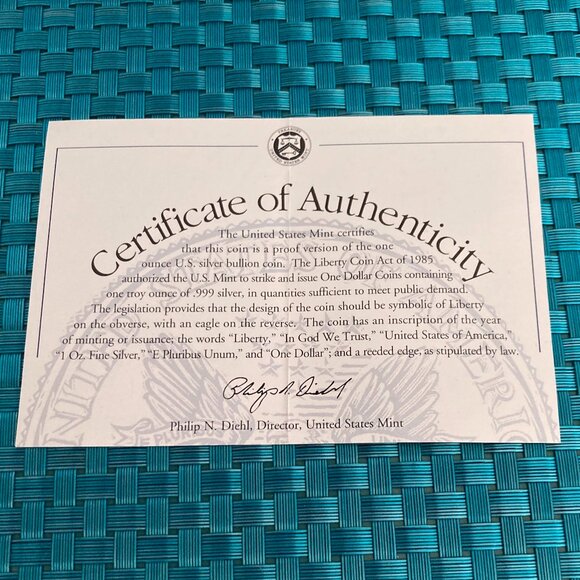 TREASURY
UNITED STATES MINT
Certificate of Authenticity
The United States Mint certifies
that this coin is a proof version of the one
ounce U.S. silver bullion coin. The Liberty Coin Act of 1985
authorized the U.S. Mint to strike and issue One Dollar Coins containing
one troy ounce of .999 silver, in quantities sufficient to meet public demand.
The legislation provides that the design of the coin should be symbolic of Liberty
on the obverse, with an eagle on the reverse. The coin has an inscription of the year
of minting or issuance; the words “Liberty,” “In God We Trust,” “United States of America,”
“1 Oz. Fine Silver,” “E Pluribus Unum,” and “One Dollar”; and a reeded edge, as stipulated by law.
Philip N. Diehl
Philip N. Diehl, Director, United States Mint